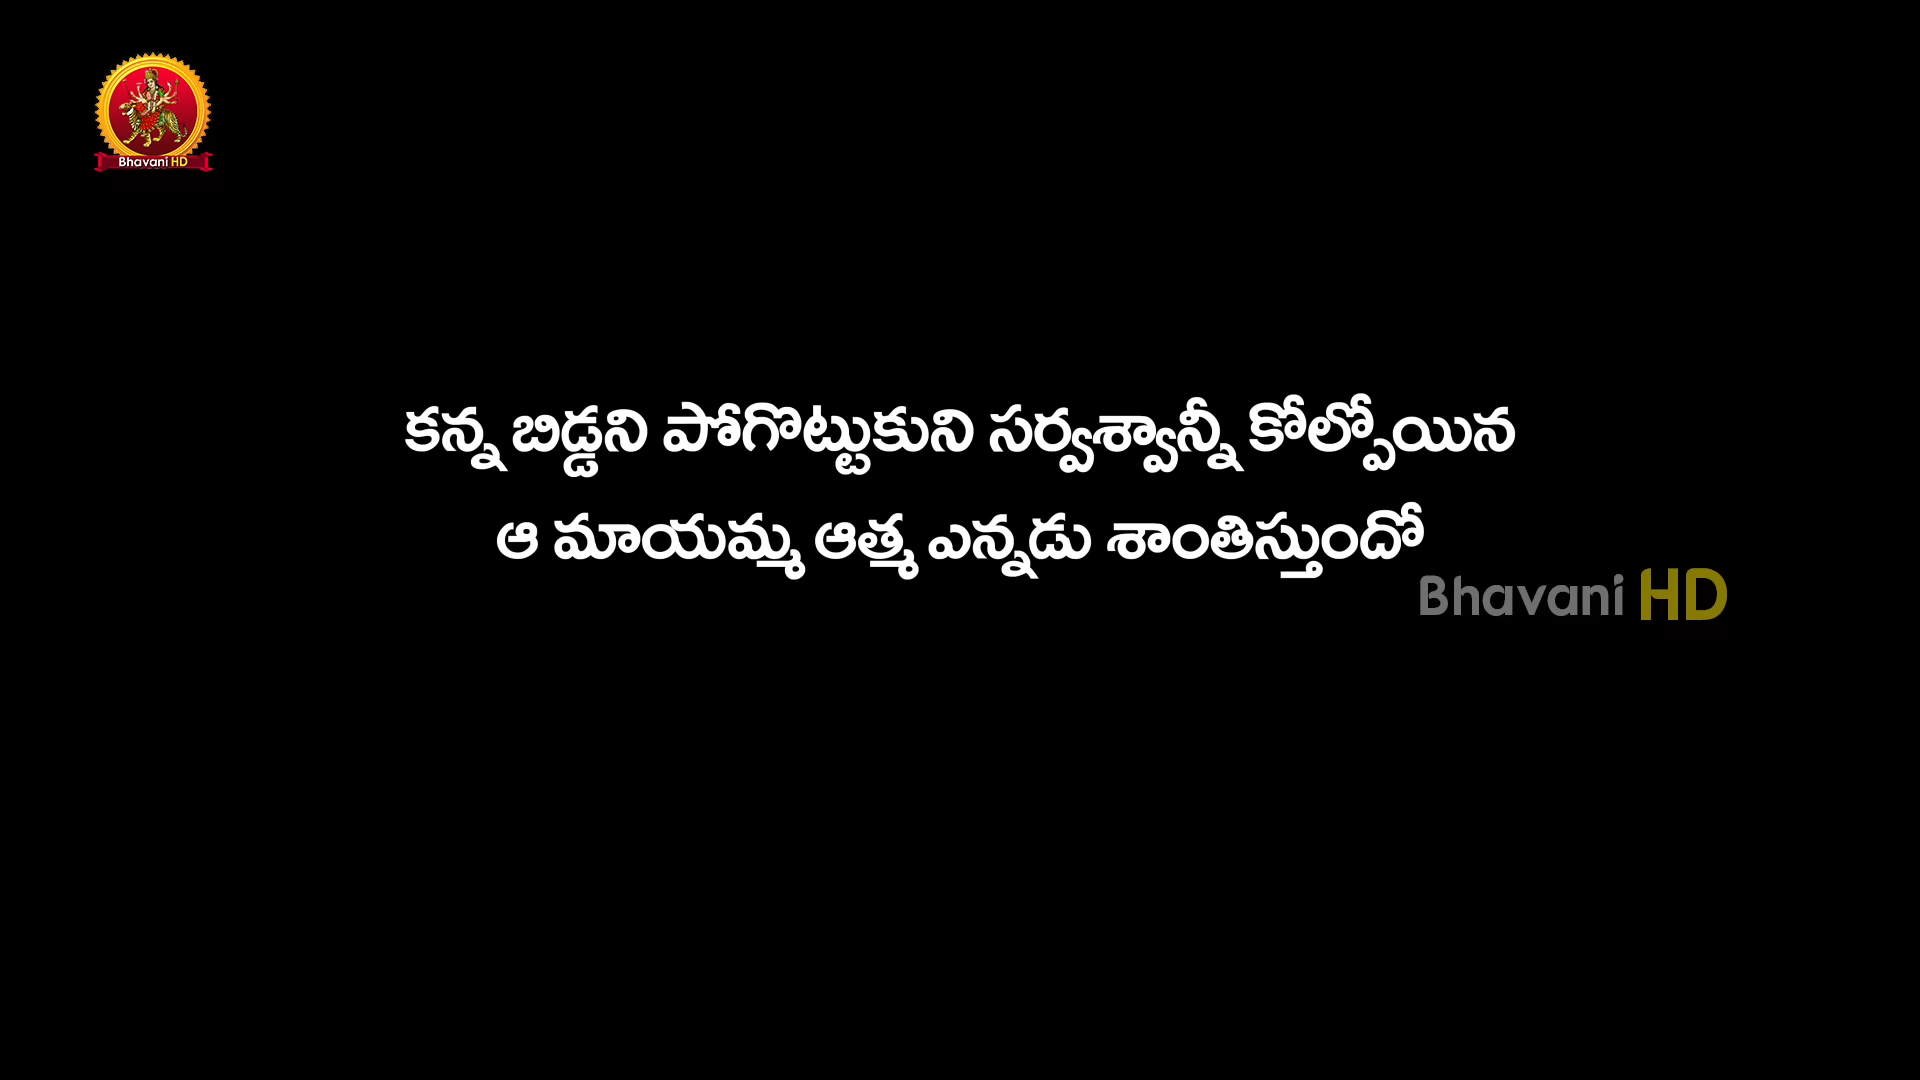 Bhavani HD
కన్న బిడ్డని పోగొట్టుకుని సర్వశ్వాన్నీ కోల్పోయిన
ఆ మాయమ్మ ఆత్మ ఎన్నడు శాంతిస్తుందో
Bhavani HD